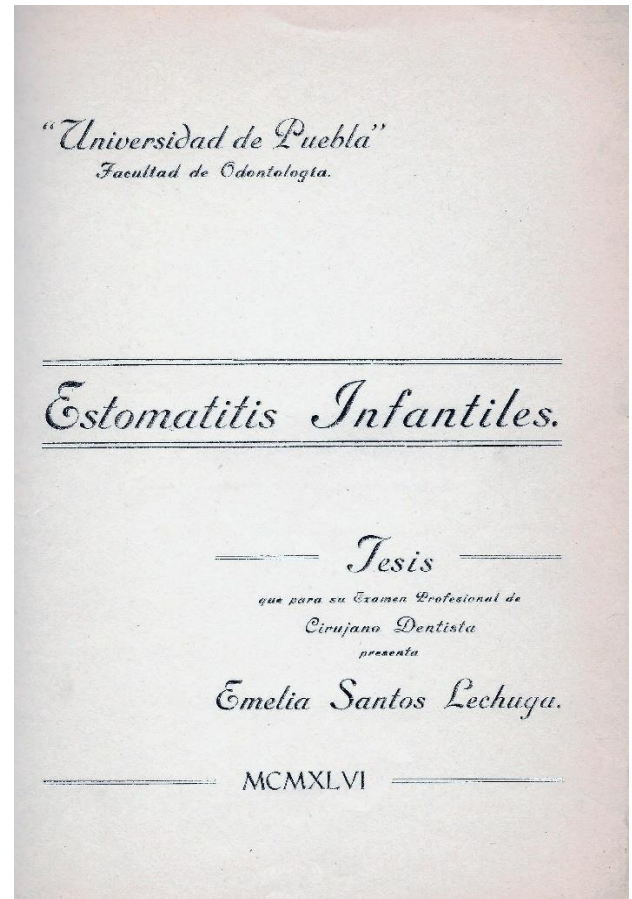 "Universidad de Puebla"
Facultad de Odontología.
Estomatitis Infantiles.
Tesis
que para su Examen Profesional de
Cirujano Dentista
presenta
Emelia Santos Lechuga.
MCMXLVI